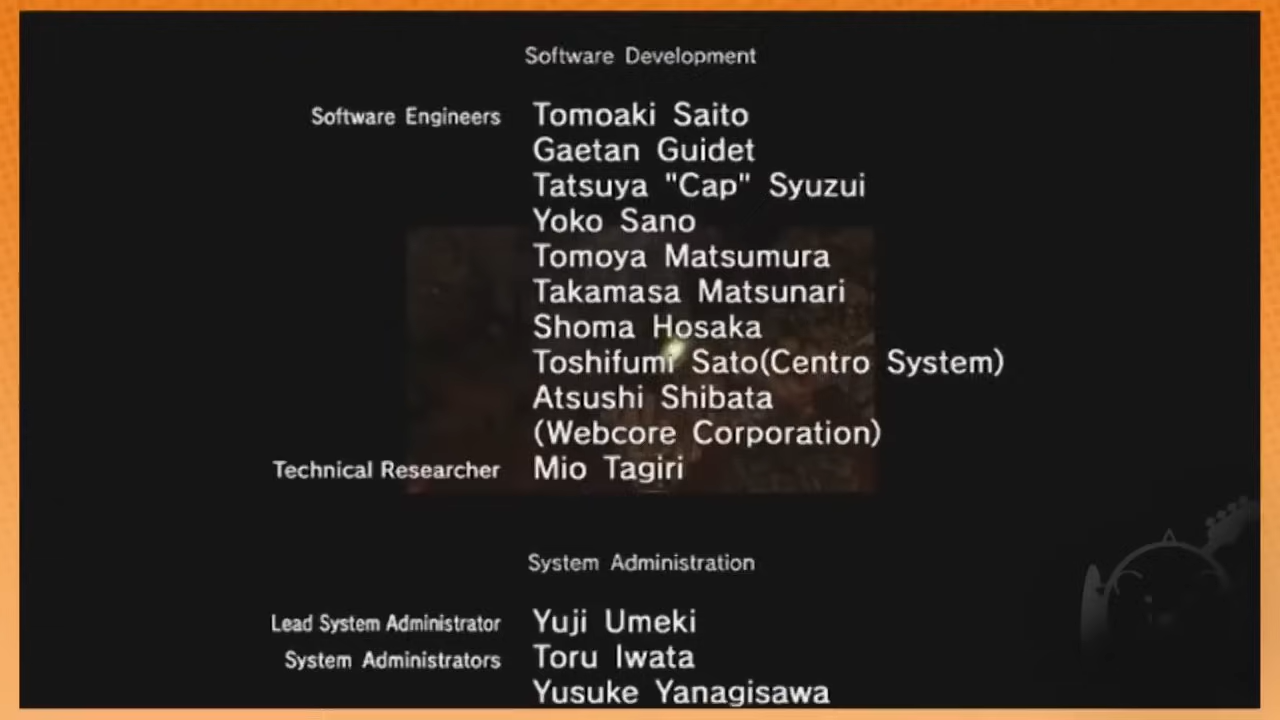 Software Development
Software Engineers Tomoaki Saito
Gaetan Guidet
Tatsuya "Cap" Syuzui
Yoko Sano
Tomoya Matsumura
Takamasa Matsunari
Shoma Hosaka
Toshifumi Sato(Centro System)
Atsushi Shibata
(Webcore Corporation)
Technical Researcher Mio Tagiri
System Administration
Lead System Administrator Yuji Umeki
System Administrators Toru Iwata
Yusuke Yanagisawa